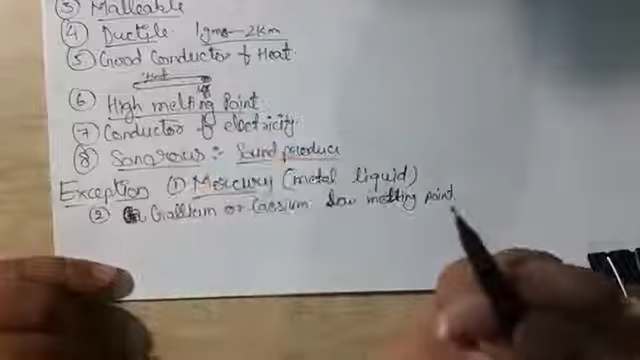 ③ Malleable
④ Ductile 1gm - 2km
⑤ Good Conductor of Heat
Heat
⑥ High melting Point
⑦ Conductor of electricity
⑧ Sonorous :- Sound produce
Exception ① Mercury (metal liquid)
② Gallium or Caesium low melting point